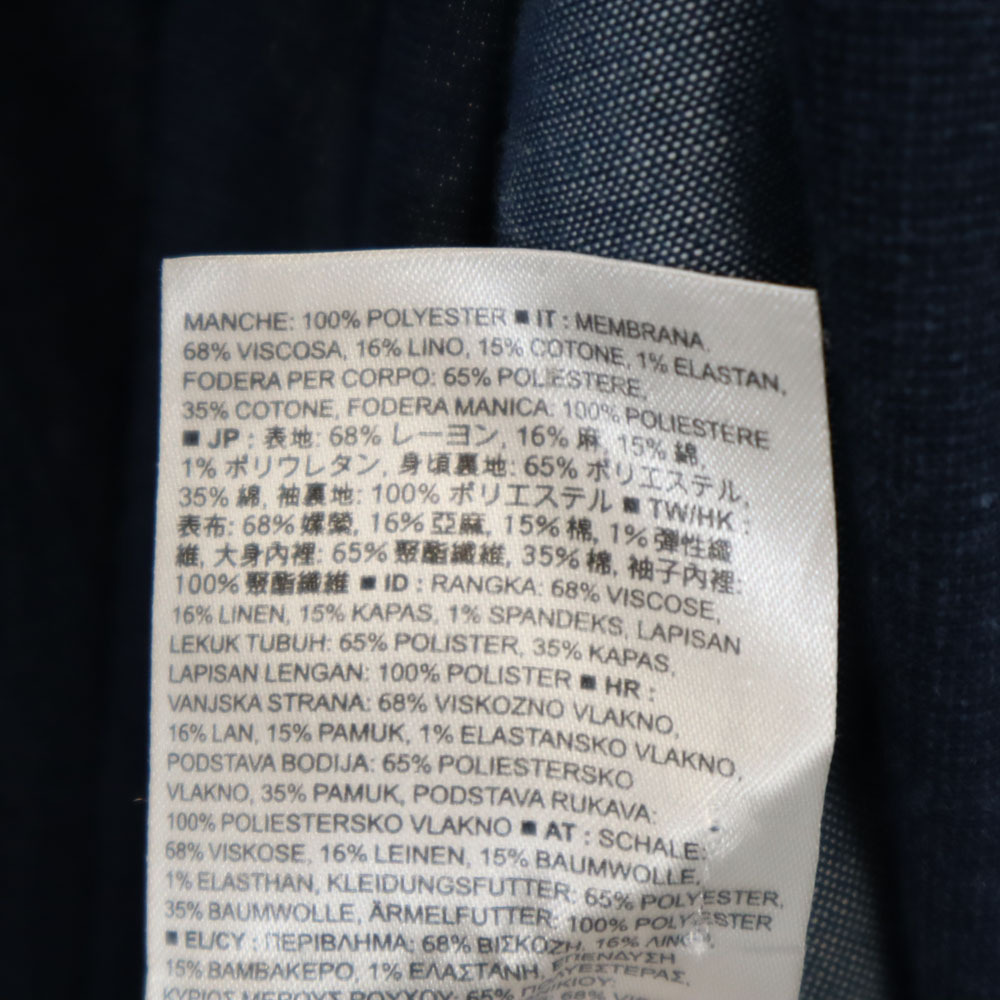 MANCHE: 100% POLYESTER ■ IT : MEMBRANA
68% VISCOSA, 16% LINO, 15% COTONE, 1% ELASTAN,
FODERA PER CORPO: 65% POLIESTERE,
35% COTONE, FODERA MANICA: 100% POLIESTERE
■ JP : 表地: 68% レーヨン, 16% 麻, 15% 綿,
1% ポリウレタン, 身頃裏地: 65% ポリエステル,
35% 綿, 袖裏地: 100% ポリエステル ■ TW/HK :
表布: 68% 嫘縈, 16% 亞麻, 15% 棉, 1% 彈性纖
維, 大身內裡: 65% 聚酯纖維, 35% 棉, 袖子內裡:
100% 聚酯纖維 ■ ID : RANGKA: 68% VISCOSE,
16% LINEN, 15% KAPAS, 1% SPANDEKS, LAPISAN
LEKUK TUBUH: 65% POLISTER, 35% KAPAS,
LAPISAN LENGAN: 100% POLISTER ■ HR :
VANJSKA STRANA: 68% VISKOZNO VLAKNO,
16% LAN, 15% PAMUK, 1% ELASTANSKO VLAKNO,
PODSTAVA BODIJA: 65% POLIESTERSKO
VLAKNO, 35% PAMUK, PODSTAVA RUKAVA:
100% POLIESTERSKO VLAKNO ■ AT : SCHALE:
68% VISKOSE, 16% LEINEN, 15% BAUMWOLLE,
1% ELASTHAN, KLEIDUNGSFUTTER: 65% POLYESTER,
35% BAUMWOLLE, ÄRMELFUTTER: 100% POLYESTER
■ EL/CY : ΠΕΡΙΒΛΗΜΑ: 68% ΒΙΣΚΟΖΗ, 16% ΛΙΝΟ,
15% ΒΑΜΒΑΚΕΡΟ, 1% ΕΛΑΣΤΑΝΗ, ΕΠΕΝΔΥΣΗ
ΚΥΡΙΩΣ ΜΕΡΟΥΣ ΡΟΥΧΟΥ: 65%